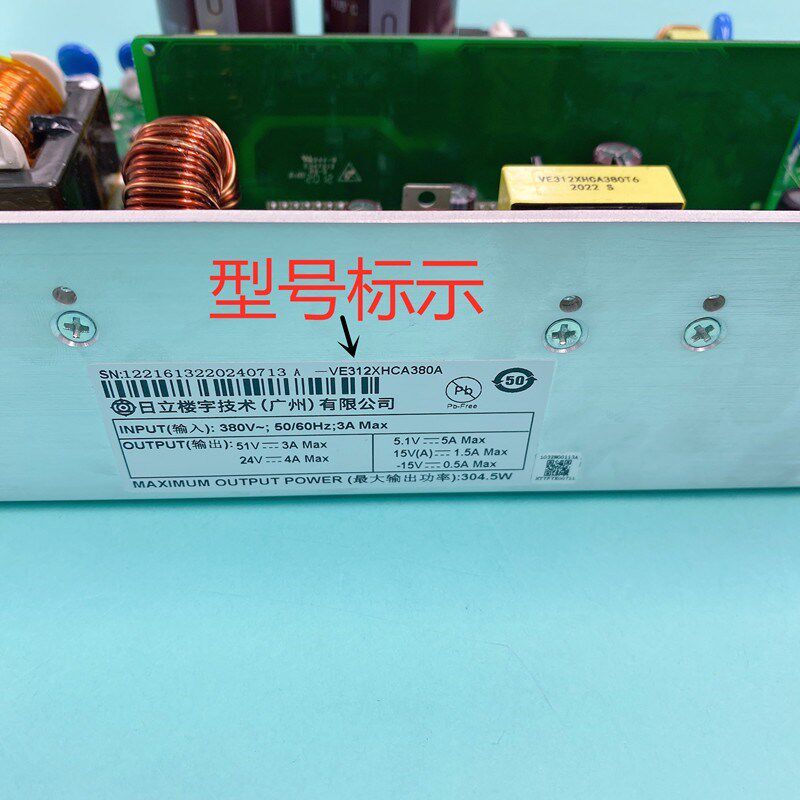 VE312XHCA380T6
2022 S
型号标示
SN:1221613220240713 A -VE312XHCA380A
日立楼宇技术(广州)有限公司
Pb
Pb-Free
50
INPUT(输入): 380V~; 50/60Hz;3A Max
OUTPUT(输出): 51V⎓3A Max
24V⎓4A Max
5.1V⎓5A Max
15V(A)⎓1.5A Max
-15V⎓0.5A Max
MAXIMUM OUTPUT POWER (最大输出功率):304.5W